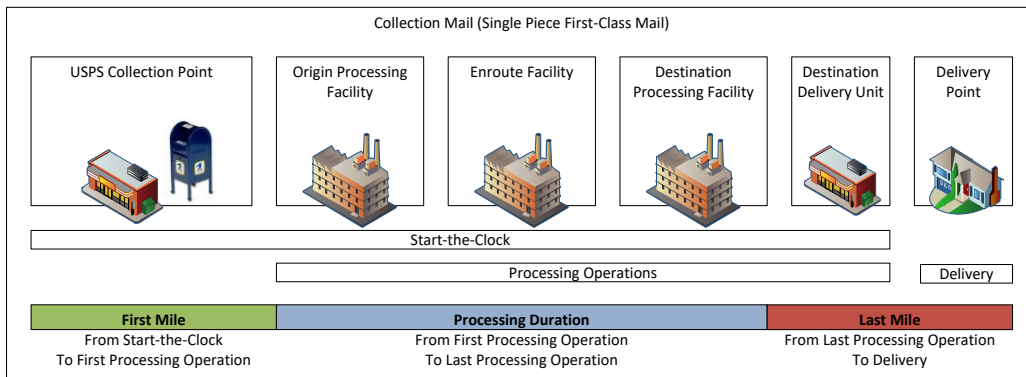 Collection Mail (Single Piece First-Class Mail)
USPS Collection Point
Origin Processing
Facility
Enroute Facility
Destination
Processing Facility
Destination
Delivery Unit
Delivery
Point
Start-the-Clock
Processing Operations
Delivery
First Mile
Processing Duration
Last Mile
From Start-the-Clock
To First Processing Operation
From First Processing Operation
To Last Processing Operation
From Last Processing Operation
To Delivery